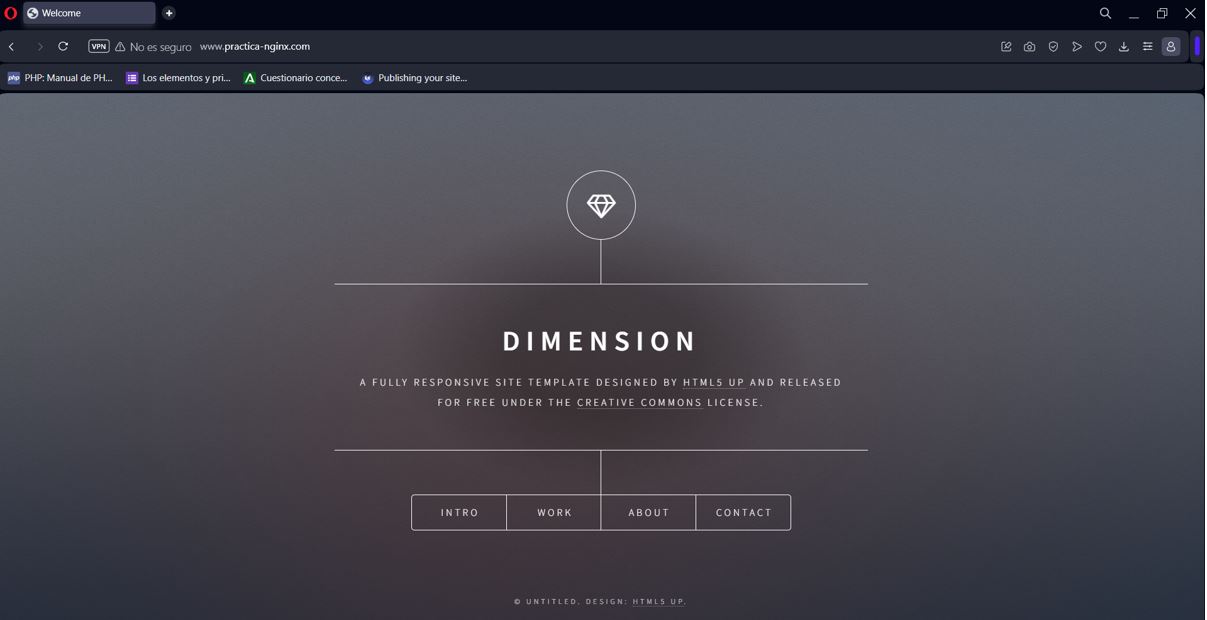 Welcome
VPN No es seguro www.practica-nginx.com
php PHP: Manual de PH... Los elementos y pri... Cuestionario conce... Publishing your site...
DIMENSION
A FULLY RESPONSIVE SITE TEMPLATE DESIGNED BY HTML5 UP AND RELEASED
FOR FREE UNDER THE CREATIVE COMMONS LICENSE.
INTRO WORK ABOUT CONTACT
© UNTITLED. DESIGN: HTML5 UP.